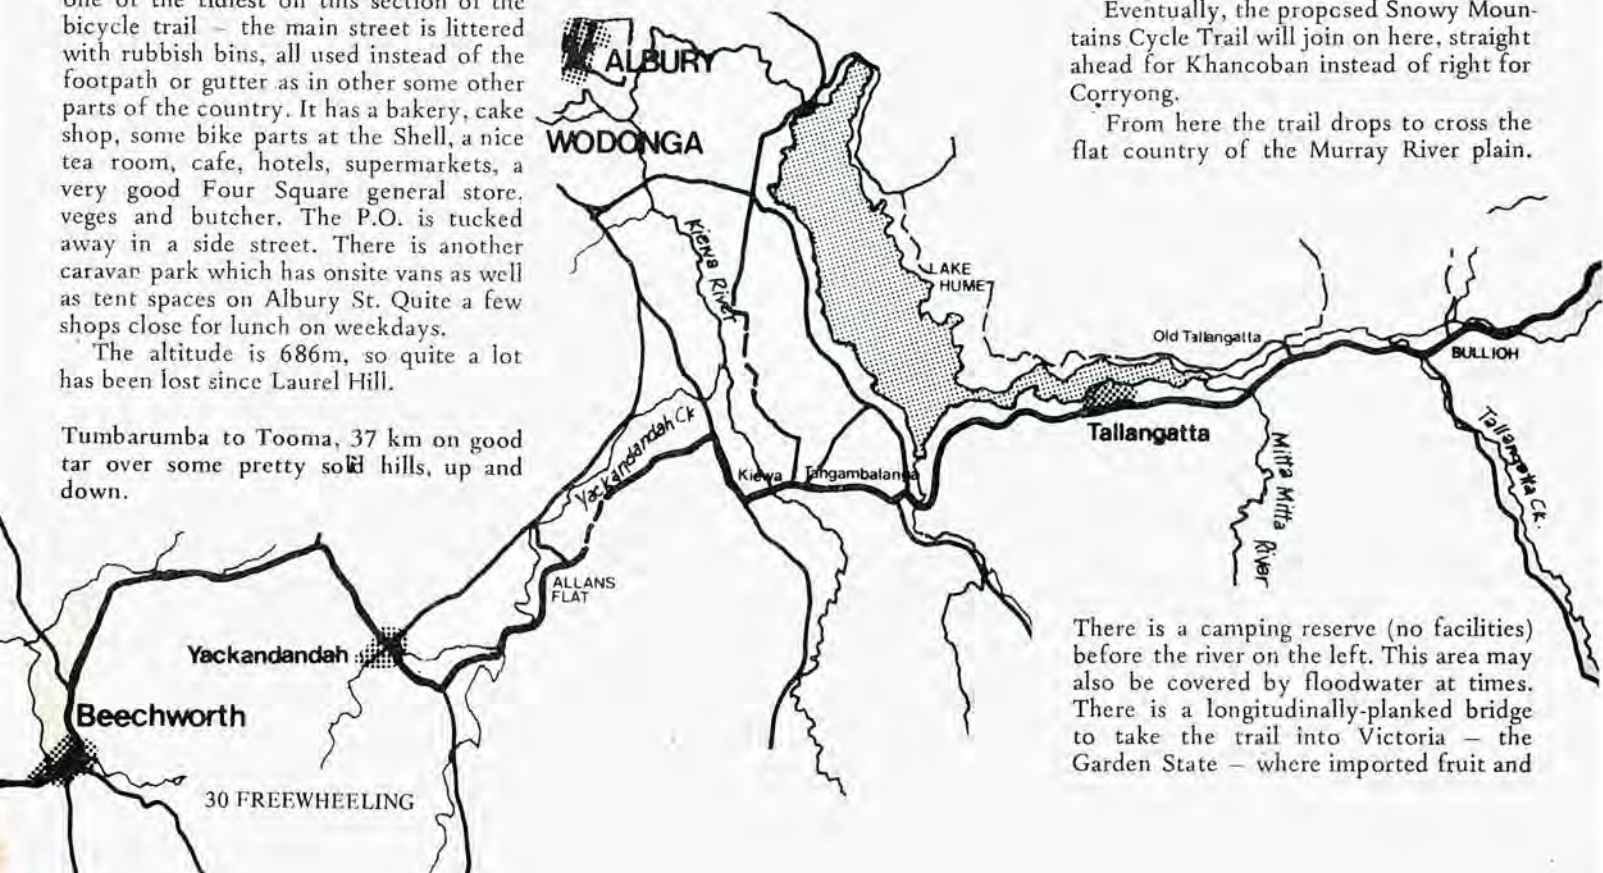 one of the tidiest on this section of the
bicycle trail – the main street is littered
with rubbish bins, all used instead of the
footpath or gutter as in other some other
parts of the country. It has a bakery, cake
shop, some bike parts at the Shell, a nice
tea room, cafe, hotels, supermarkets, a
very good Four Square general store,
veges and butcher. The P.O. is tucked
away in a side street. There is another
caravan park which has onsite vans as well
as tent spaces on Albury St. Quite a few
shops close for lunch on weekdays.
The altitude is 686m, so quite a lot
has been lost since Laurel Hill.
Tumbarumba to Tooma, 37 km on good
tar over some pretty solid hills, up and
down.
Eventually, the proposed Snowy Moun-
tains Cycle Trail will join on here, straight
ahead for Khancoban instead of right for
Corryong.
From here the trail drops to cross the
flat country of the Murray River plain.
ALBURY
WODONGA
Kiewa River
LAKE
HUME
Old Tallangatta
BULLIOH
Tallangatta
Tallangatta Ck.
Mitta Mitta River
Yackandandah Ck
Kiewa
Tangambalanga
ALLANS
FLAT
Yackandandah
Beechworth
There is a camping reserve (no facilities)
before the river on the left. This area may
also be covered by floodwater at times.
There is a longitudinally-planked bridge
to take the trail into Victoria – the
Garden State – where imported fruit and
30 FREEWHEELING